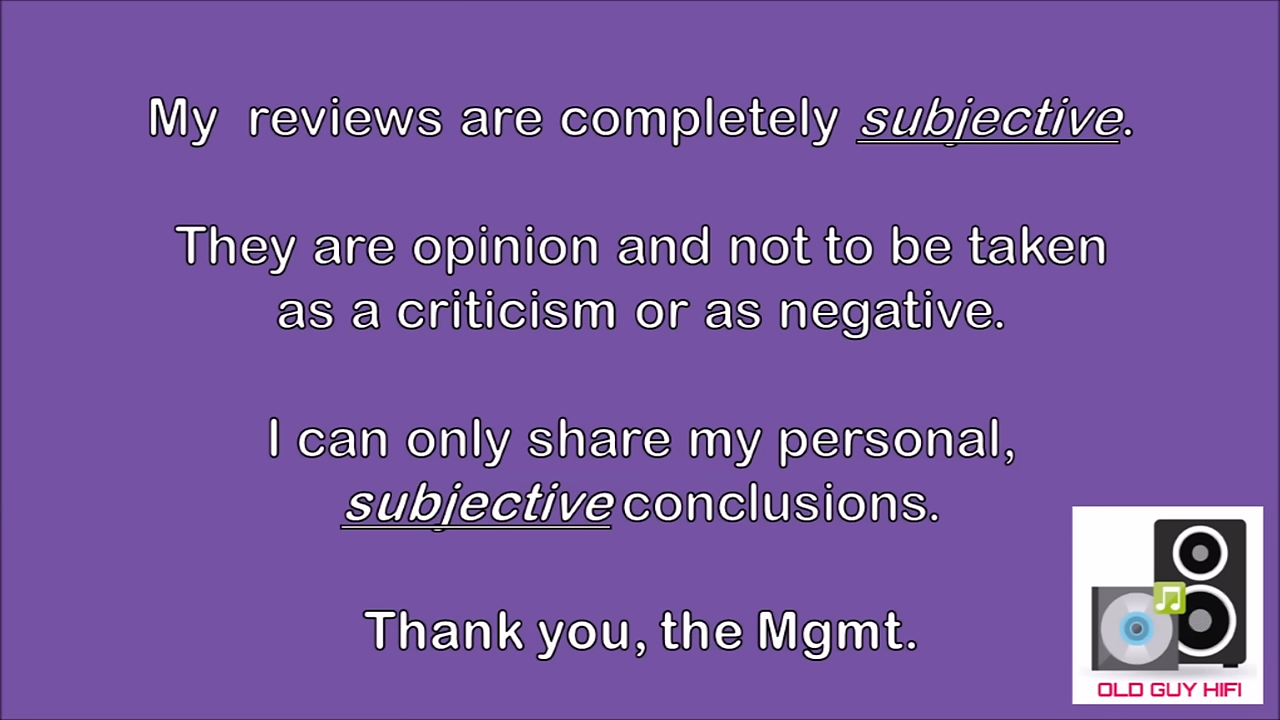 My  reviews are completely subjective.
They are opinion and not to be taken
as a criticism or as negative.
I can only share my personal,
subjective conclusions.
Thank you, the Mgmt.
OLD GUY HIFI